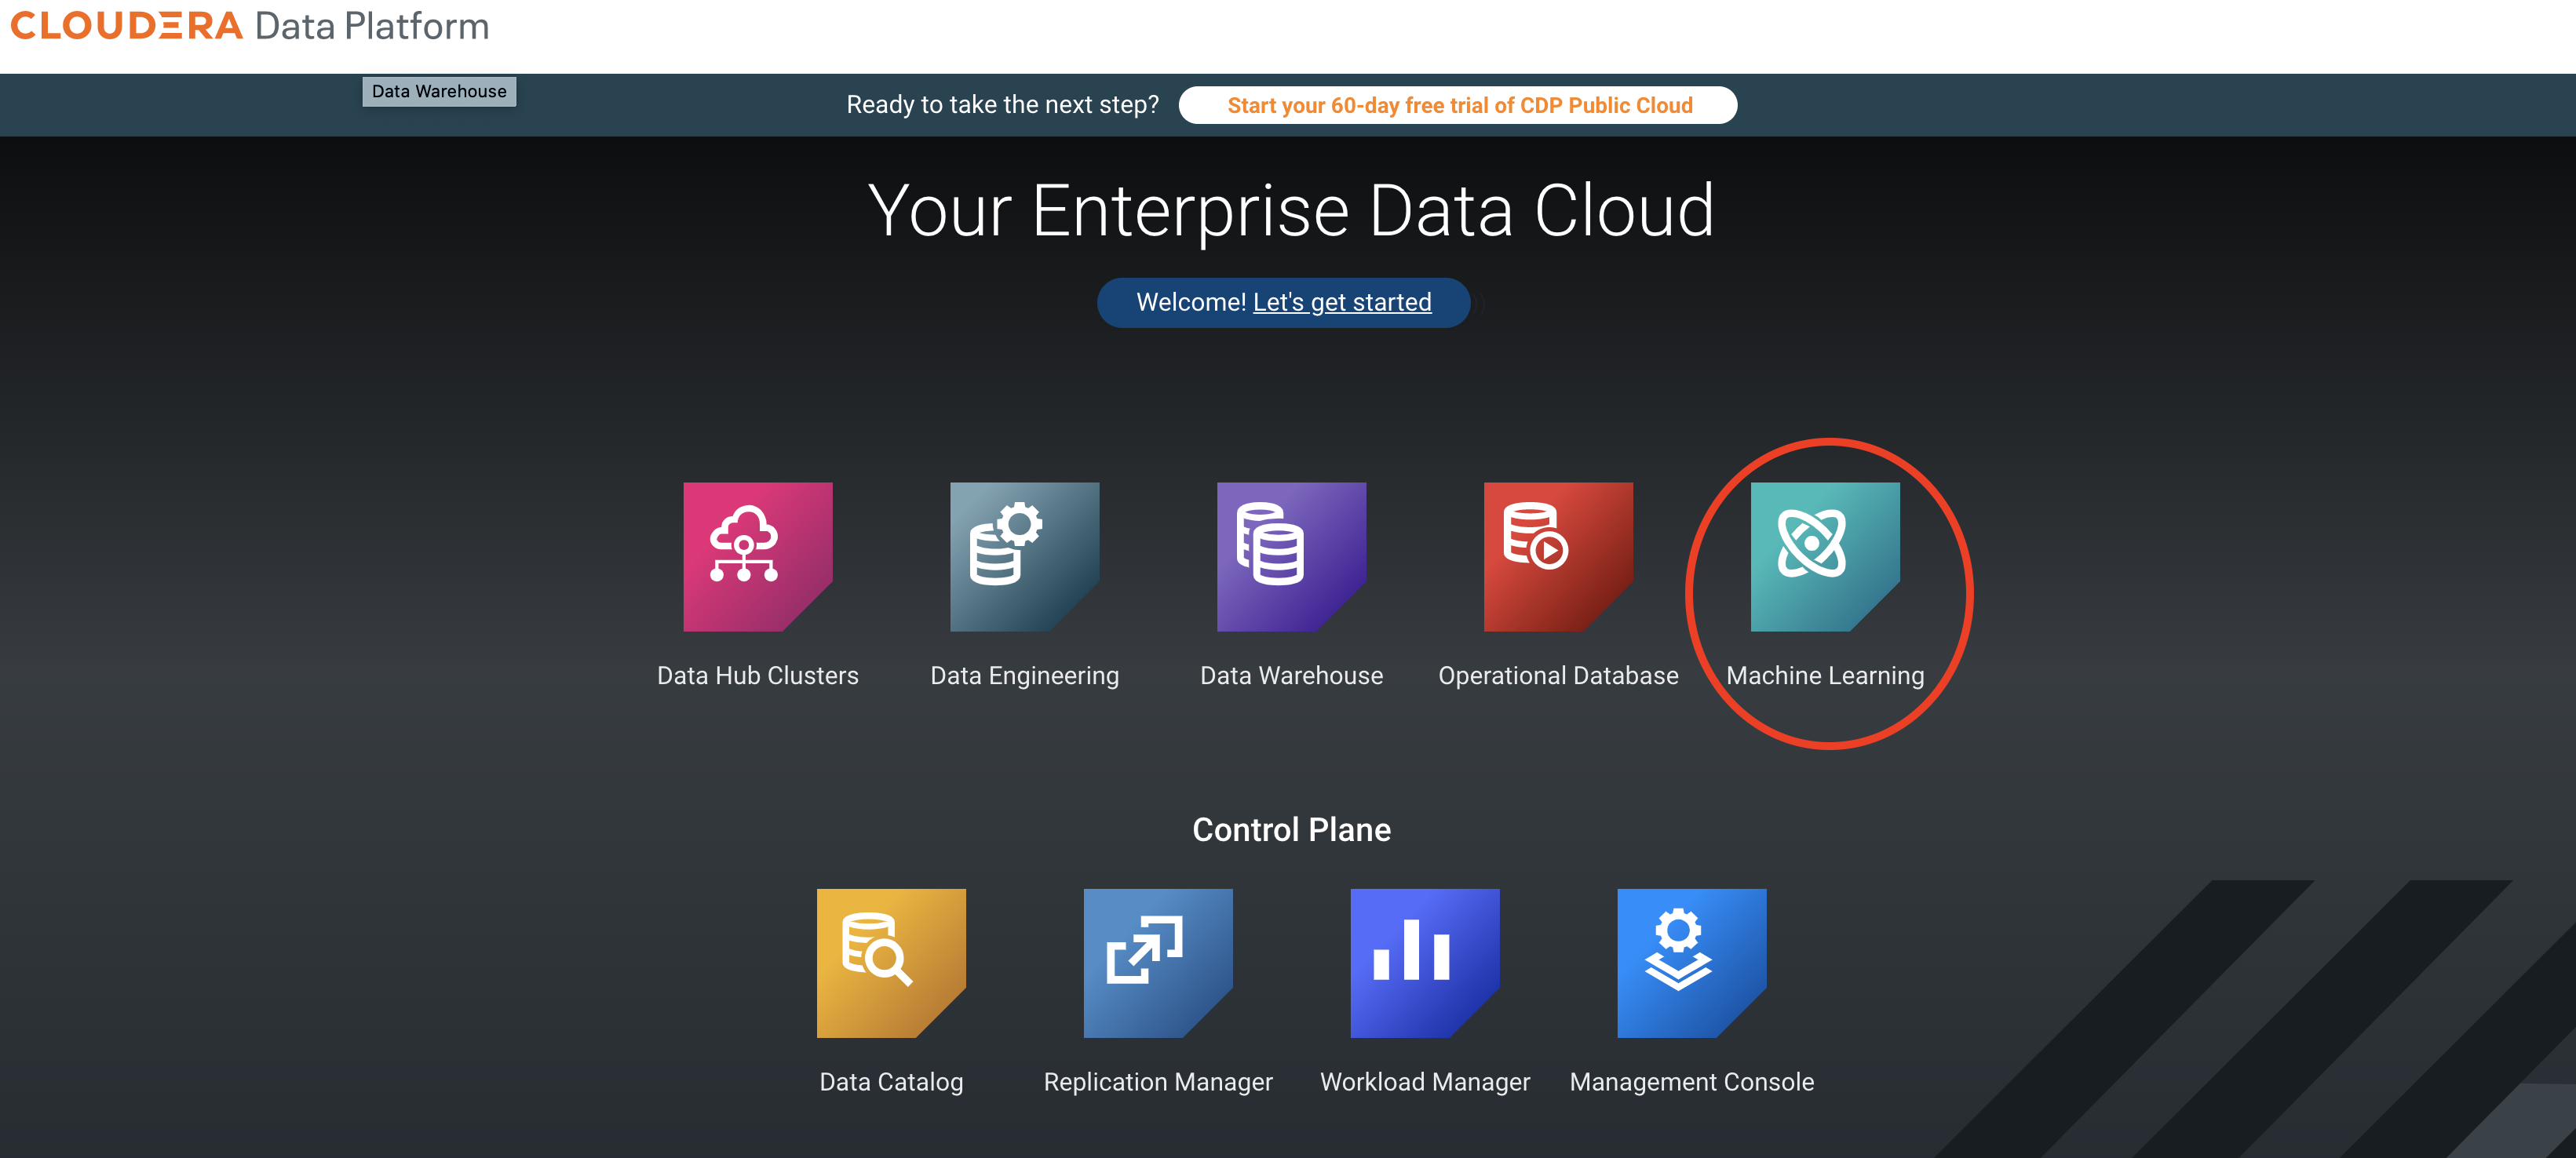 CLOUDERA Data Platform
Data Warehouse
Ready to take the next step? Start your 60-day free trial of CDP Public Cloud
Your Enterprise Data Cloud
Welcome! Let's get started
Data Hub Clusters Data Engineering Data Warehouse Operational Database Machine Learning
Control Plane
Data Catalog Replication Manager Workload Manager Management Console